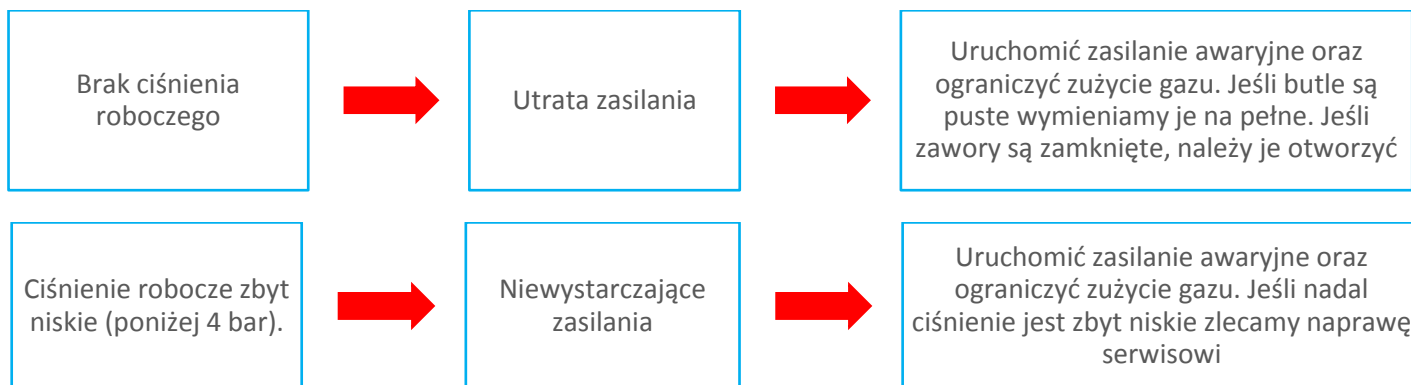 Brak ciśnienia
roboczego
Utrata zasilania
Uruchomić zasilanie awaryjne oraz
ograniczyć zużycie gazu. Jeśli butle są
puste wymieniamy je na pełne. Jeśli
zawory są zamknięte, należy je otworzyć
Ciśnienie robocze zbyt
niskie (poniżej 4 bar).
Niewystarczające
zasilania
Uruchomić zasilanie awaryjne oraz
ograniczyć zużycie gazu. Jeśli nadal
ciśnienie jest zbyt niskie zlecamy naprawę
serwisowi